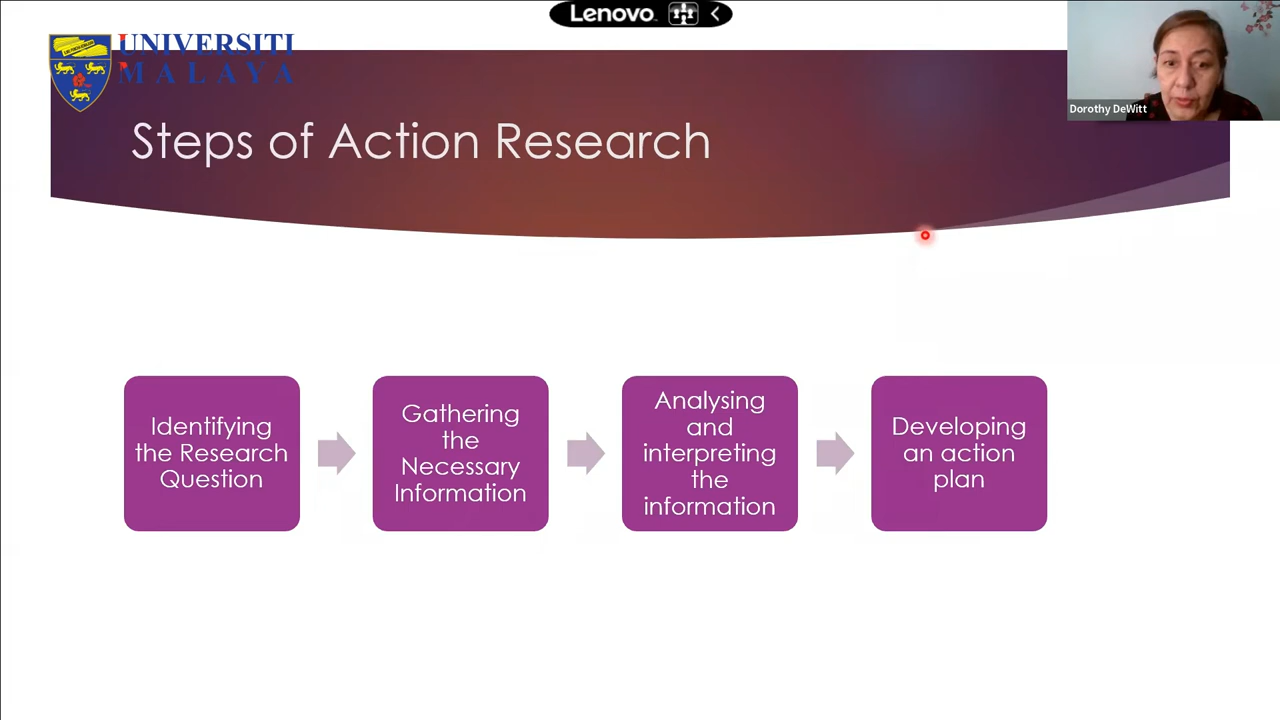 Lenovo
UNIVERSITI
MALAYA
Dorothy DeWitt
Steps of Action Research
Identifying
the Research
Question
Gathering
the
Necessary
Information
Analysing
and
interpreting
the
information
Developing
an action
plan